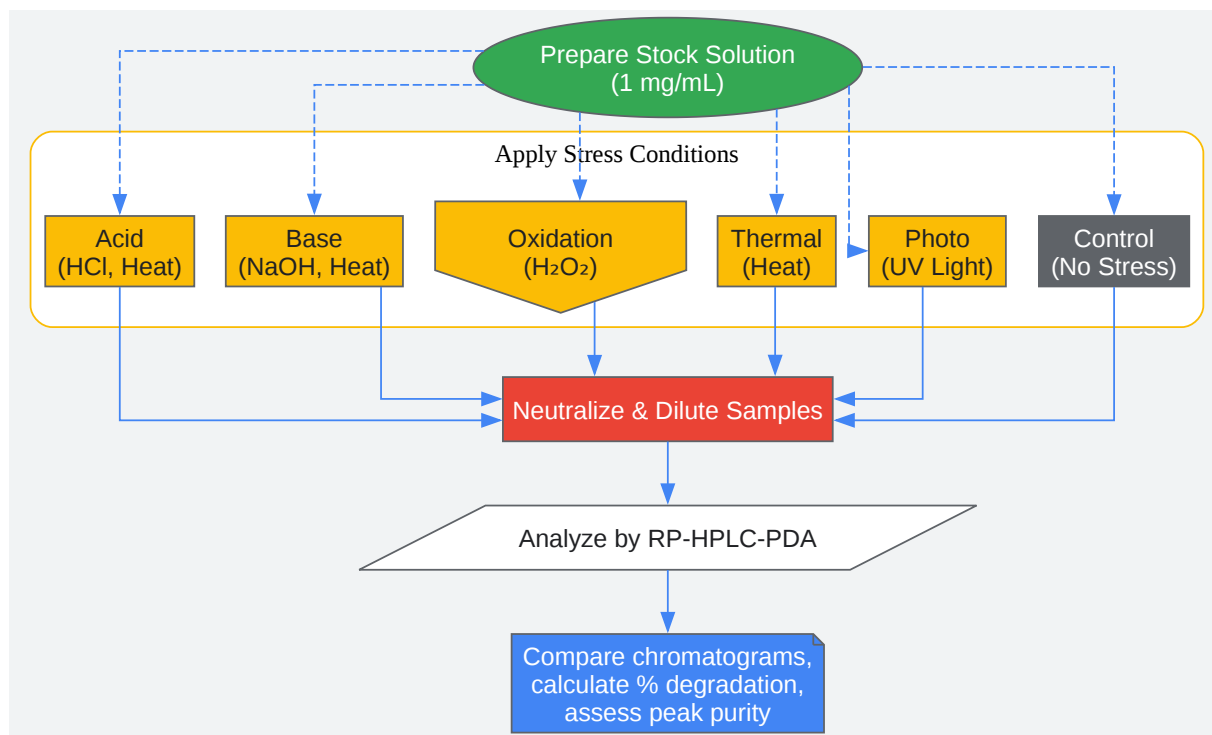 Prepare Stock Solution
(1 mg/mL)
Apply Stress Conditions
Acid
(HCl, Heat)
Base
(NaOH, Heat)
Oxidation
(H₂O₂)
Thermal
(Heat)
Photo
(UV Light)
Control
(No Stress)
Neutralize & Dilute Samples
Analyze by RP-HPLC-PDA
Compare chromatograms,
calculate % degradation,
assess peak purity